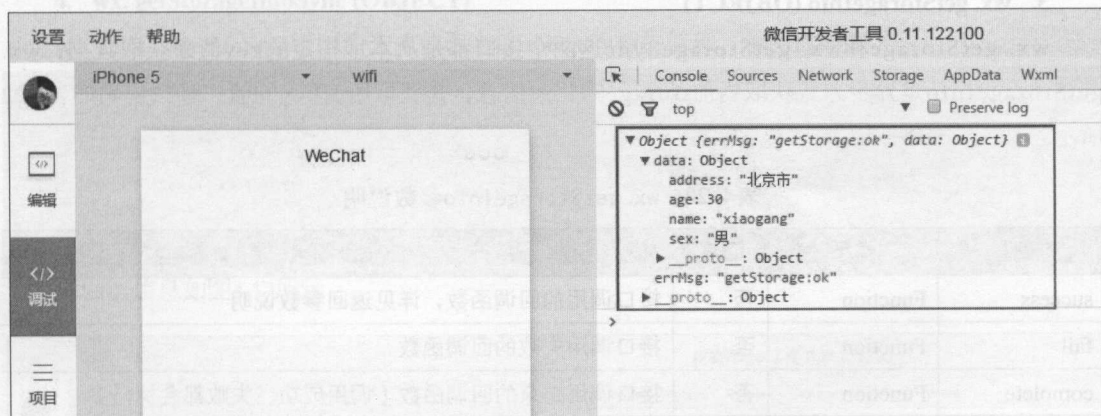 设置 动作 帮助 微信开发者工具 0.11.122100
iPhone 5 wifi
Console Sources Network Storage AppData Wxml
top Preserve log
WeChat
编辑
调试
项目
Object {errMsg: "getStorage:ok", data: Object}
data: Object
address: "北京市"
age: 30
name: "xiaogang"
sex: "男"
__proto__: Object
errMsg: "getStorage:ok"
__proto__: Object
success Function
fail Function
complete Function